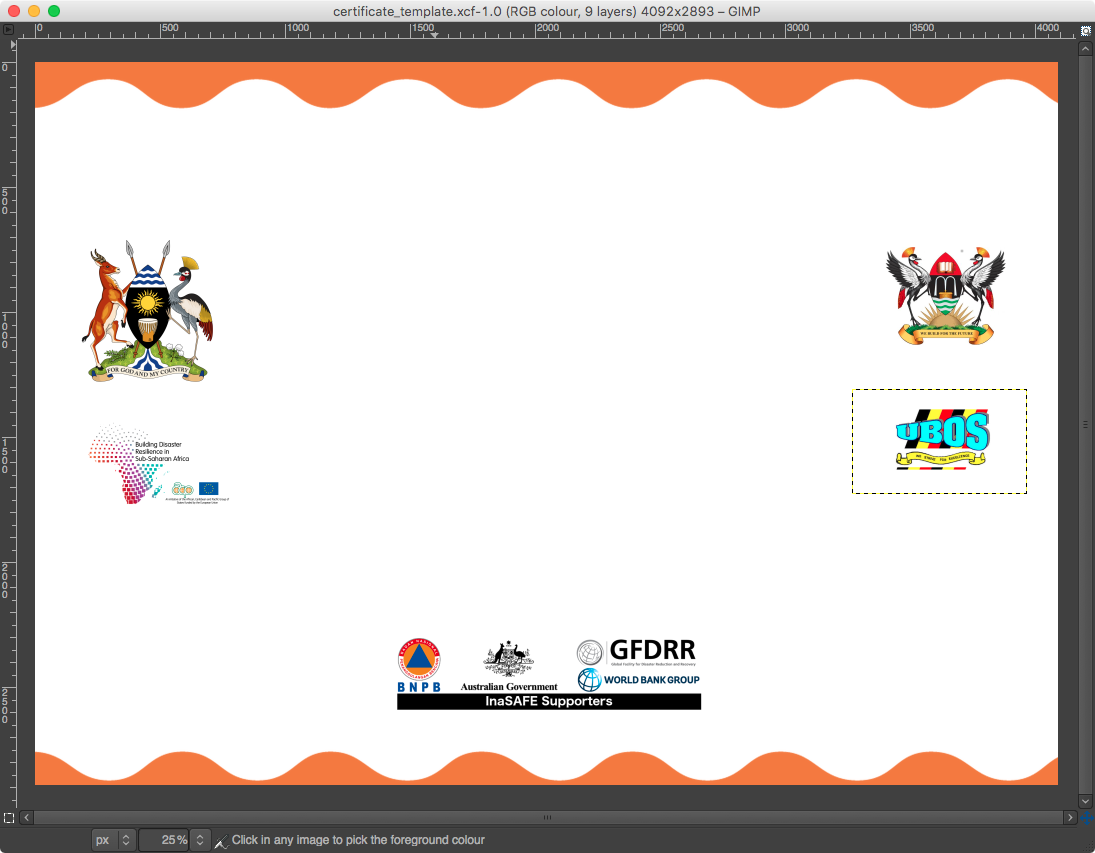 certificate_template.xcf-1.0 (RGB colour, 9 layers) 4092x2893 – GIMP
0 500 1000 1500 2000 2500 3000 3500 4000
0
500
1000
1500
2000
2500
FOR GOD AND MY COUNTRY
WE BUILD FOR THE FUTURE
Building Disaster
Resilience in
Sub-Saharan Africa
UBOS
BNPB
Australian Government
GFDRR
Global Facility for Disaster Reduction and Recovery
WORLD BANK GROUP
InaSAFE Supporters
px 25% Click in any image to pick the foreground colour